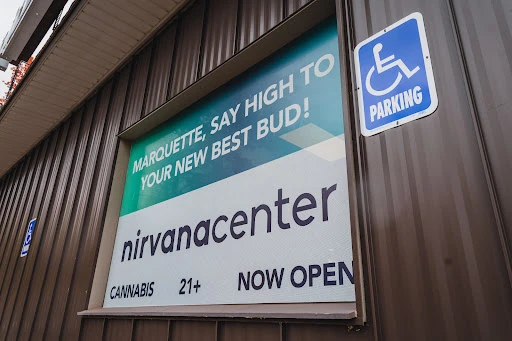 MARQUETTE, SAY HIGH TO
YOUR NEW BEST BUD!
nirvanacenter
CANNABIS 21+ NOW OPEN
PARKING